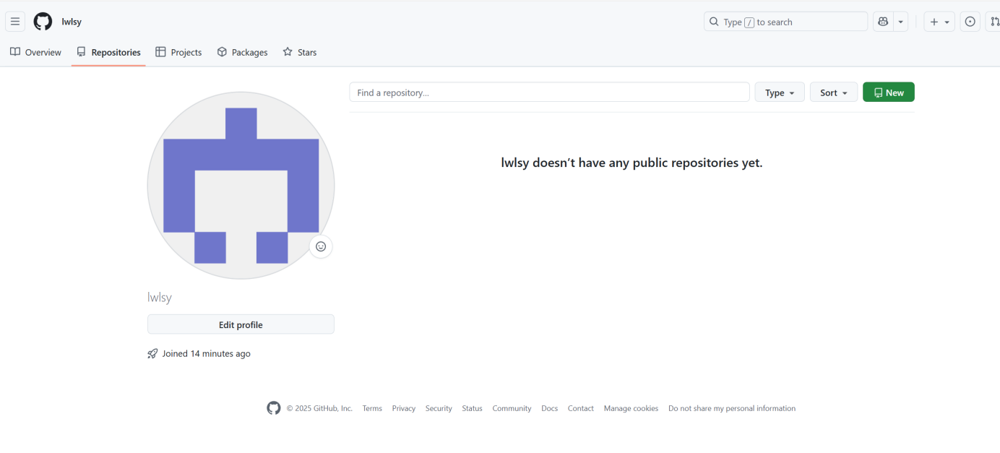 lwlsy
Type / to search
Overview Repositories Projects Packages Stars
Find a repository...
Type Sort New
lwlsy doesn’t have any public repositories yet.
lwlsy
Edit profile
Joined 14 minutes ago
© 2025 GitHub, Inc. Terms Privacy Security Status Community Docs Contact Manage cookies Do not share my personal information